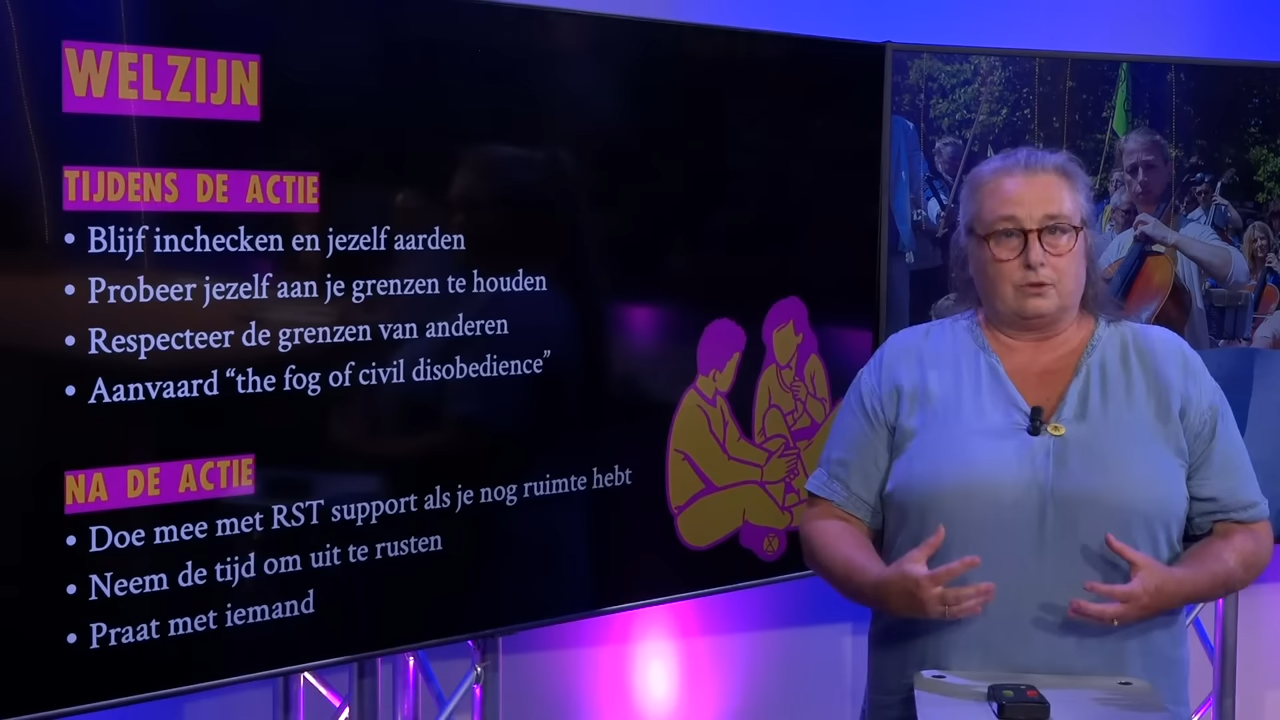 WELZIJN
TIJDENS DE ACTIE
• Blijf inchecken en jezelf aarden
• Probeer jezelf aan je grenzen te houden
• Respecteer de grenzen van anderen
• Aanvaard “the fog of civil disobedience”
NA DE ACTIE
• Doe mee met RST support als je nog ruimte hebt
• Neem de tijd om uit te rusten
• Praat met iemand